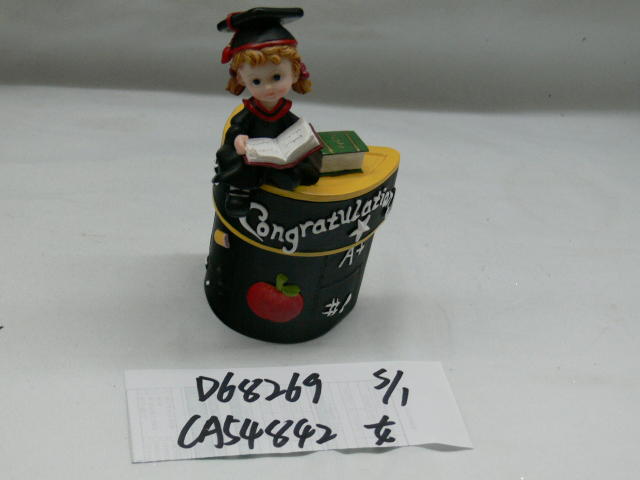 Congratulation
A+
#1
D68269 S/1
CA54842 女